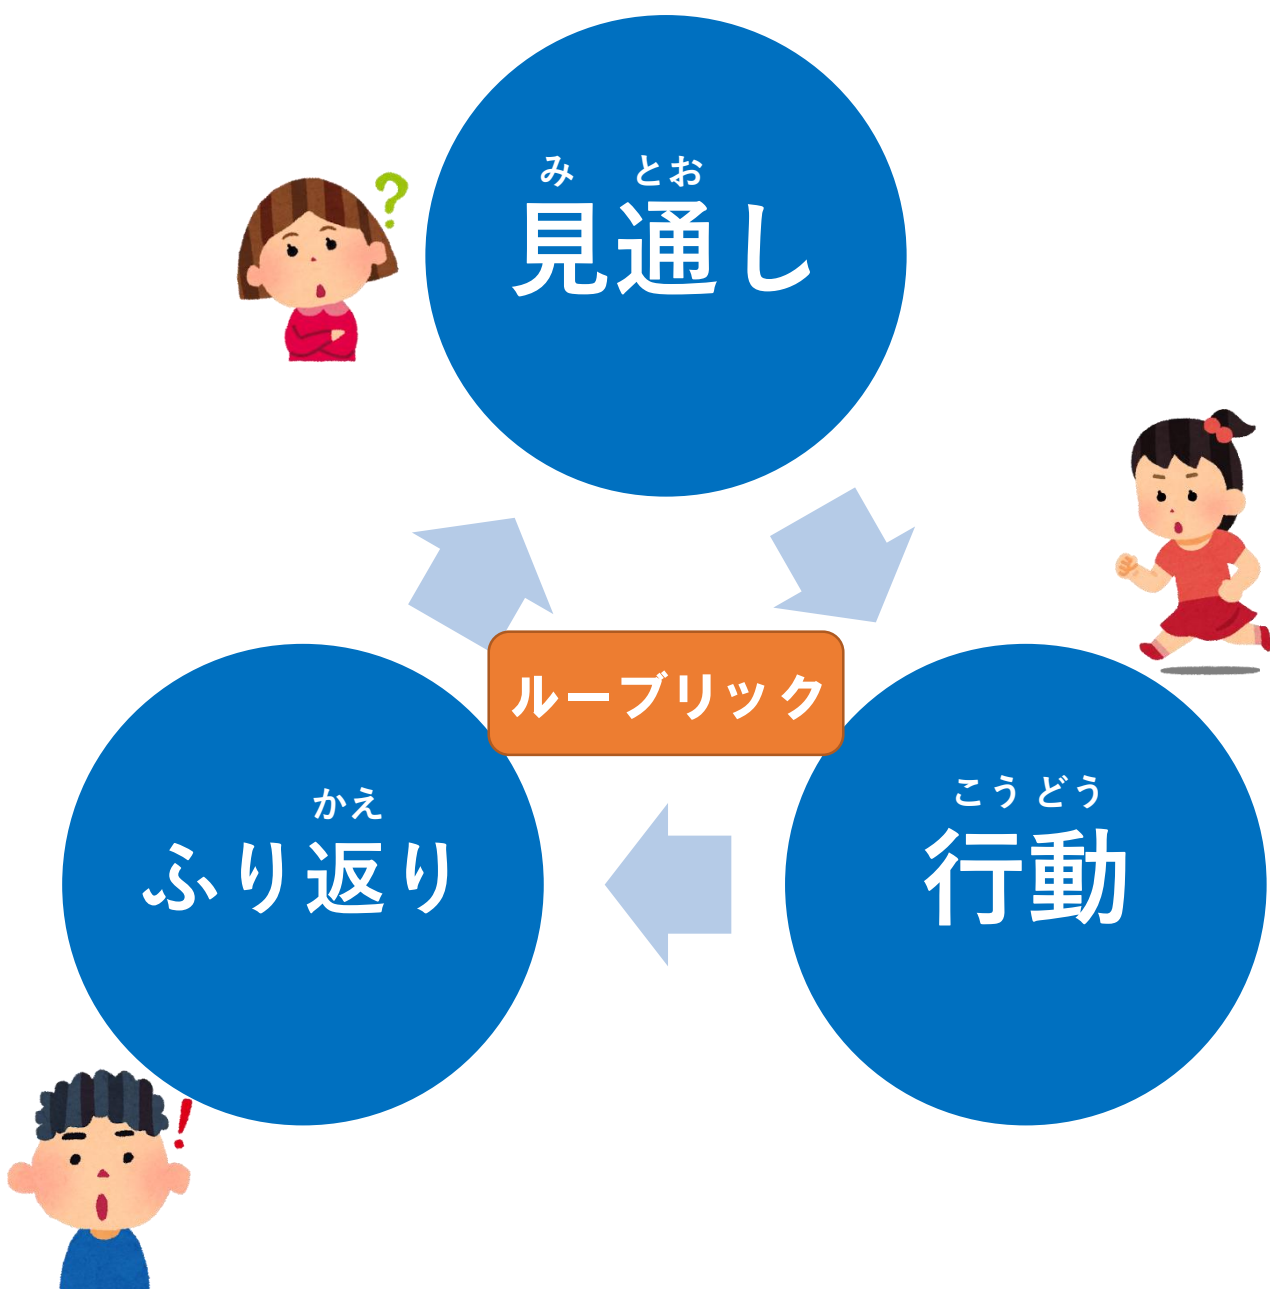 み とお
見通し
ルーブリック
かえ
ふり返り
こう どう
行動